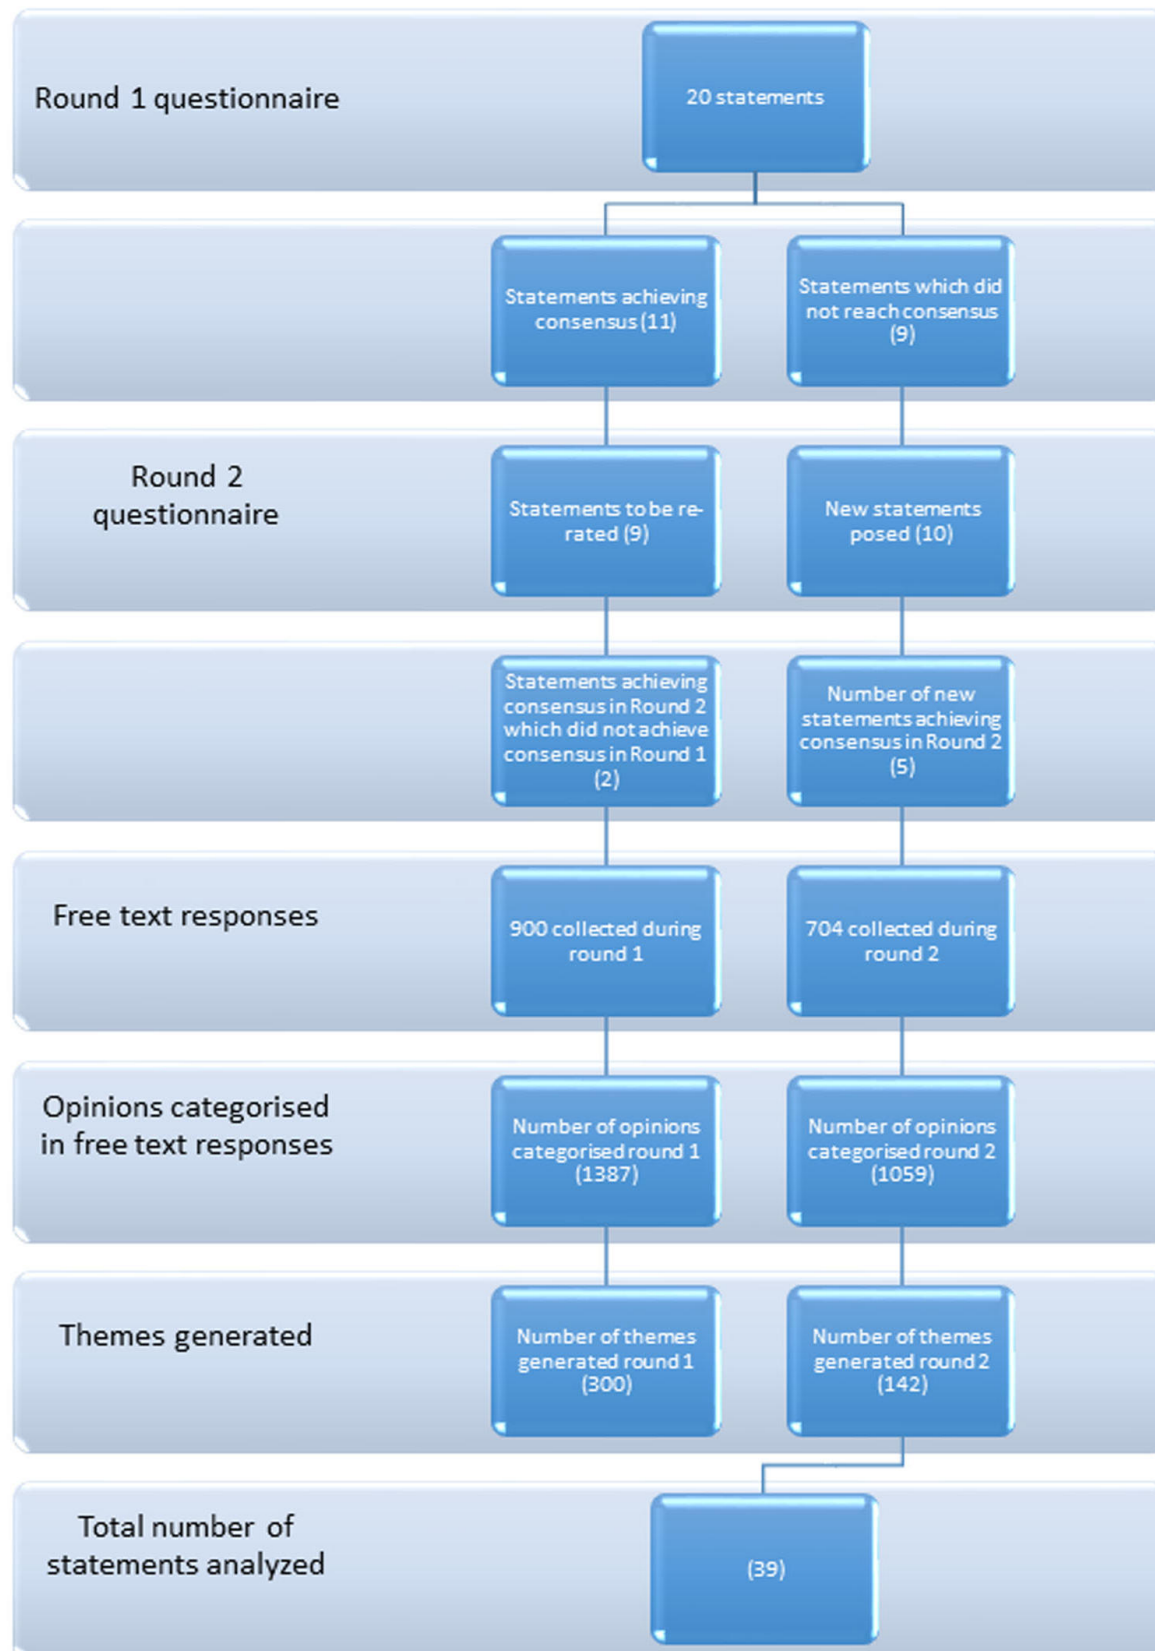 Round 1 questionnaire
20 statements
Statements achieving
consensus (11)
Statements which did
not reach consensus
(9)
Round 2
questionnaire
Statements to be re-
rated (9)
New statements
posed (10)
Statements achieving
consensus in Round 2
which did not achieve
consensus in Round 1
(2)
Number of new
statements achieving
consensus in Round 2
(5)
Free text responses
900 collected during
round 1
704 collected during
round 2
Opinions categorised
in free text responses
Number of opinions
categorised round 1
(1387)
Number of opinions
categorised round 2
(1059)
Themes generated
Number of themes
generated round 1
(300)
Number of themes
generated round 2
(142)
Total number of
statements analyzed
(39)